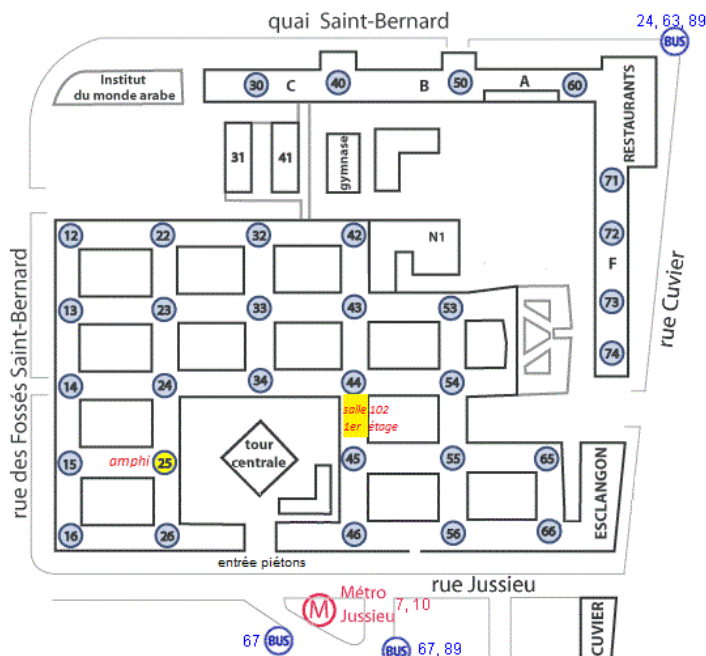 quai Saint-Bernard
24, 63, 89
BUS
Institut
du monde arabe
30
C
40
B
50
A
60
RESTAURANTS
31
41
gymnase
71
72
F
73
74
rue Cuvier
12
22
32
42
N1
13
23
33
43
53
rue des Fossés Saint-Bernard
14
24
34
44
54
salle 102
1er étage
tour
centrale
15
amphi 25
45
55
65
ESCLANGON
16
26
46
56
66
entrée piétons
rue Jussieu
M
Métro
Jussieu 7, 10
67 BUS
BUS 67, 89
CUVIER